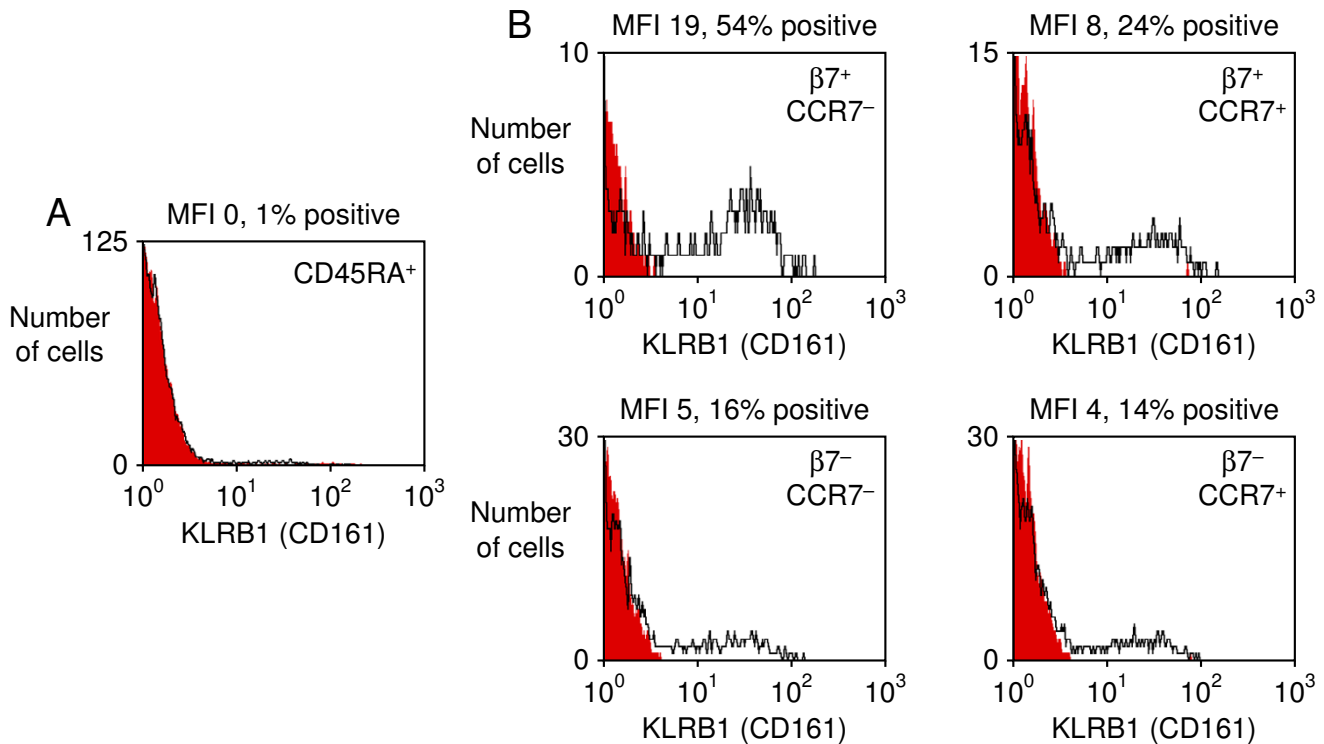 A
MFI 0, 1% positive
125
CD45RA⁺
Number
of cells
0
10⁰ 10¹ 10² 10³
KLRB1 (CD161)
B
MFI 19, 54% positive
10
β7⁺
CCR7⁻
Number
of cells
0
10⁰ 10¹ 10² 10³
KLRB1 (CD161)
MFI 8, 24% positive
15
β7⁺
CCR7⁺
0
10⁰ 10¹ 10² 10³
KLRB1 (CD161)
MFI 5, 16% positive
30
β7⁻
CCR7⁻
Number
of cells
0
10⁰ 10¹ 10² 10³
KLRB1 (CD161)
MFI 4, 14% positive
30
β7⁻
CCR7⁺
0
10⁰ 10¹ 10² 10³
KLRB1 (CD161)